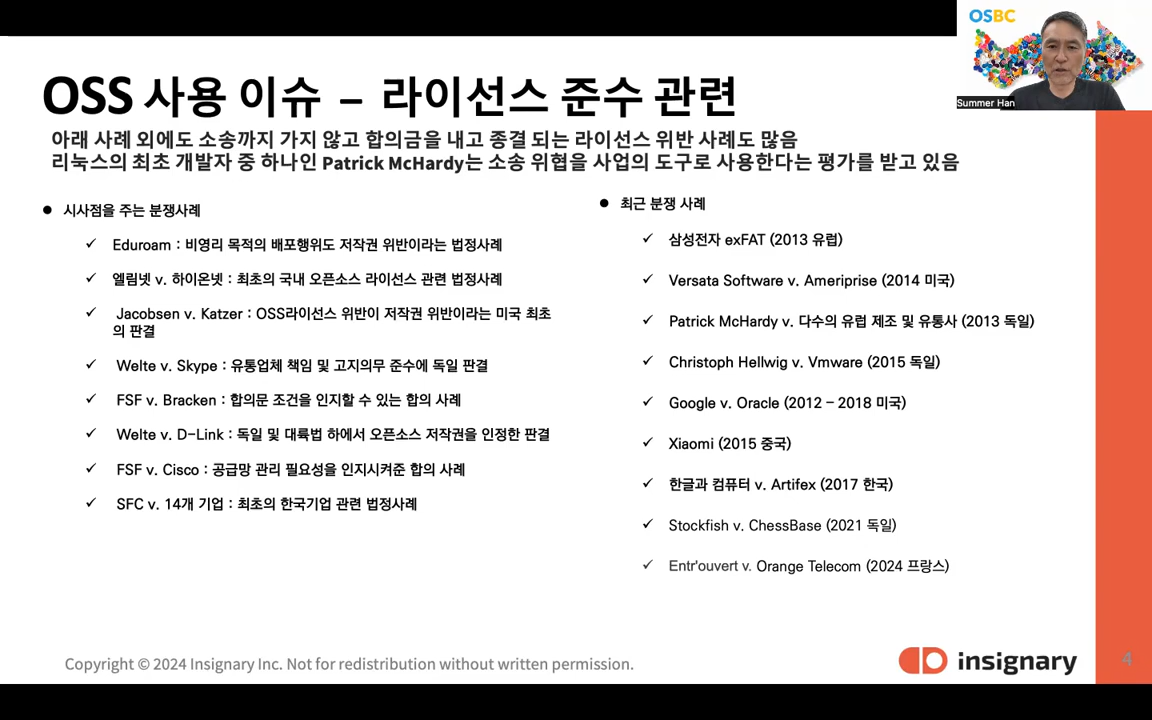 OSBC
Summer Han
OSS 사용 이슈 – 라이선스 준수 관련
아래 사례 외에도 소송까지 가지 않고 합의금을 내고 종결 되는 라이선스 위반 사례도 많음
리눅스의 최초 개발자 중 하나인 Patrick McHardy는 소송 위협을 사업의 도구로 사용한다는 평가를 받고 있음
● 시사점을 주는 분쟁사례
✓ Eduroam : 비영리 목적의 배포행위도 저작권 위반이라는 법정사례
✓ 엘림넷 v. 하이온넷 : 최초의 국내 오픈소스 라이선스 관련 법정사례
✓ Jacobsen v. Katzer : OSS라이선스 위반이 저작권 위반이라는 미국 최초
의 판결
✓ Welte v. Skype : 유통업체 책임 및 고지의무 준수에 독일 판결
✓ FSF v. Bracken : 합의문 조건을 인지할 수 있는 합의 사례
✓ Welte v. D-Link : 독일 및 대륙법 하에서 오픈소스 저작권을 인정한 판결
✓ FSF v. Cisco : 공급망 관리 필요성을 인지시켜준 합의 사례
✓ SFC v. 14개 기업 : 최초의 한국기업 관련 법정사례
● 최근 분쟁 사례
✓ 삼성전자 exFAT (2013 유럽)
✓ Versata Software v. Ameriprise (2014 미국)
✓ Patrick McHardy v. 다수의 유럽 제조 및 유통사 (2013 독일)
✓ Christoph Hellwig v. Vmware (2015 독일)
✓ Google v. Oracle (2012 – 2018 미국)
✓ Xiaomi (2015 중국)
✓ 한글과 컴퓨터 v. Artifex (2017 한국)
✓ Stockfish v. ChessBase (2021 독일)
✓ Entr'ouvert v. Orange Telecom (2024 프랑스)
Copyright © 2024 Insignary Inc. Not for redistribution without written permission.
insignary
4